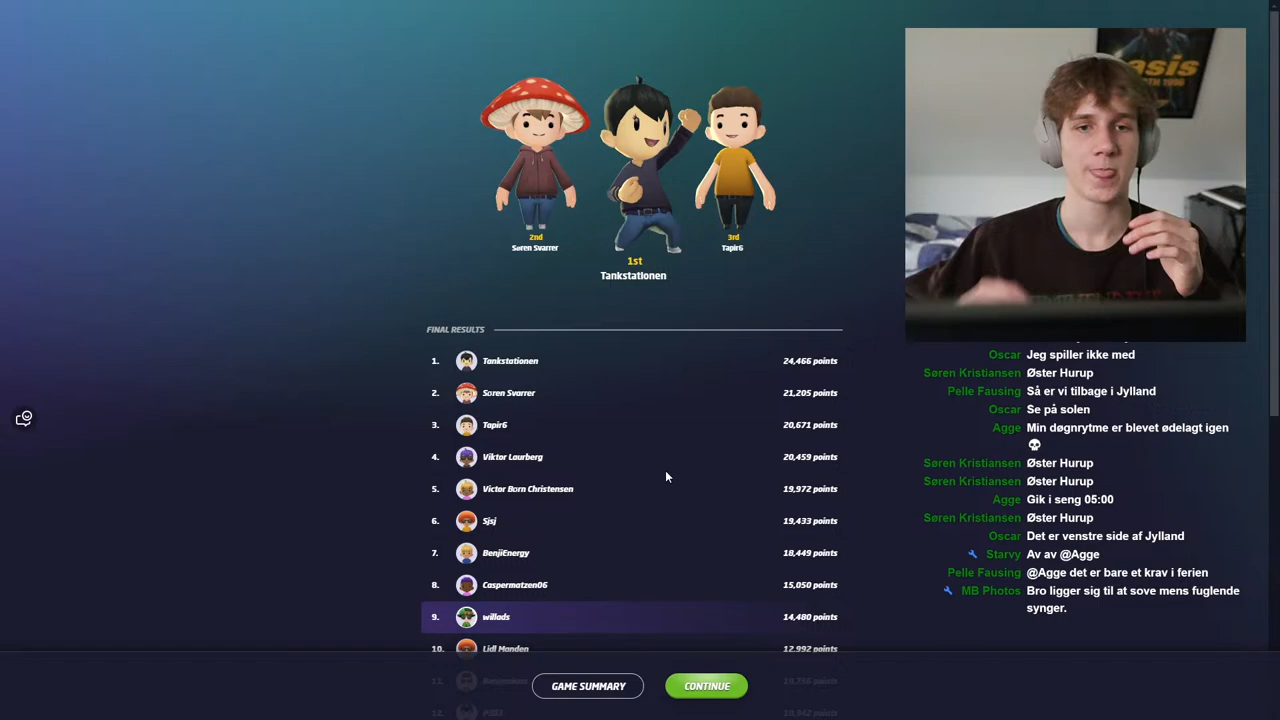 asis
2nd
Søren Svarrer
3rd
Tapir6
1st
Tankstationen
FINAL RESULTS
1. Tankstationen 24,466 points
2. Søren Svarrer 21,205 points
3. Tapir6 20,671 points
4. Viktor Laurberg 20,459 points
5. Victor Børn Christensen 19,972 points
6. Sjsj 19,433 points
7. BenjiEnergy 18,449 points
8. Caspermatzen06 15,050 points
9. willads 14,480 points
10. Lidl Manden 12,992 points
11.
12.
GAME SUMMARY
CONTINUE
Oscar Jeg spiller ikke med
Søren Kristiansen Øster Hurup
Pelle Fausing Så er vi tilbage i Jylland
Oscar Se på solen
Agge Min døgnrytme er blevet ødelagt igen
💀
Søren Kristiansen Øster Hurup
Søren Kristiansen Øster Hurup
Agge Gik i seng 05:00
Søren Kristiansen Øster Hurup
Oscar Det er venstre side af Jylland
Starvy Av av @Agge
Pelle Fausing @Agge det er bare et krav i ferien
MB Photos Bro ligger sig til at sove mens fuglende
synger.